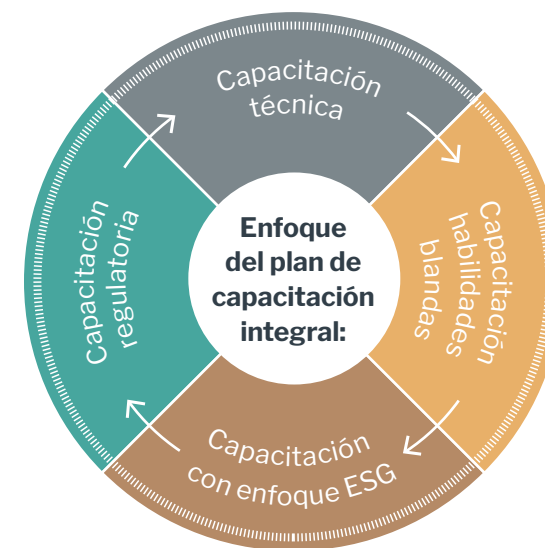 Capacitación
técnica
Capacitación
habilidades
blandas
Capacitación
con enfoque ESG
Capacitación
regulatoria
Enfoque
del plan de
capacitación
integral: